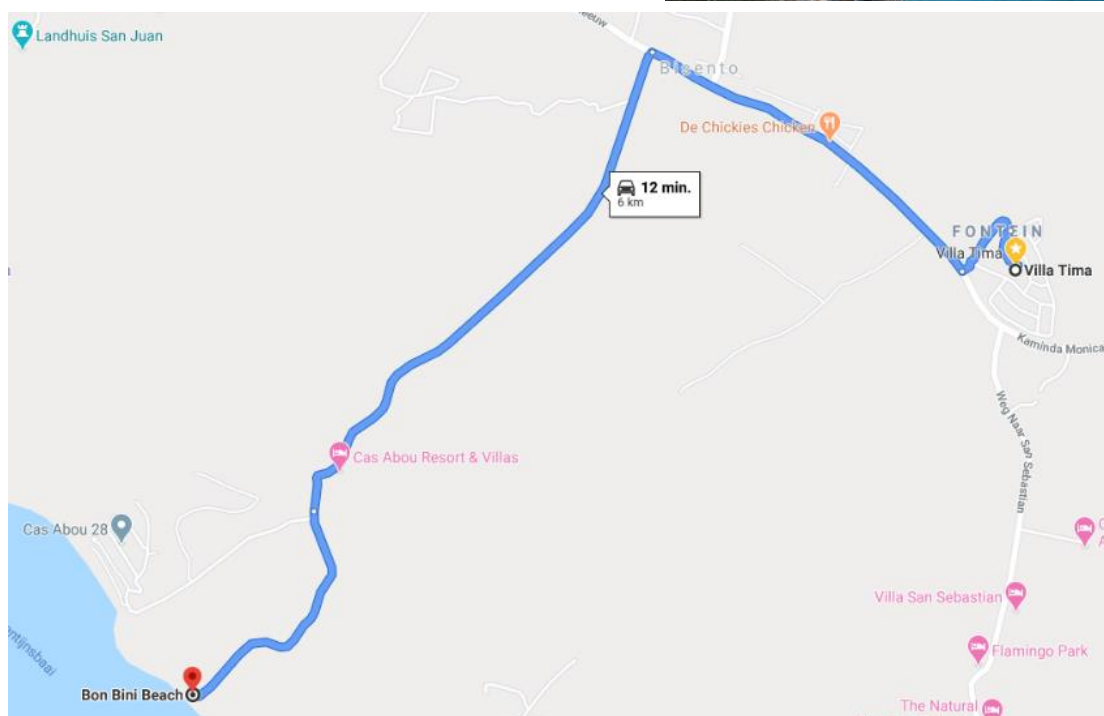 Landhuis San Juan
Bisento
De Chickies Chicken
12 min.
6 km
FONTEIN
Villa Tima
Villa Tima
Kaminda Monica
Weg Naar San Sebastian
Cas Abou Resort & Villas
Cas Abou 28
Villa San Sebastian
Flamingo Park
Bon Bini Beach
The Natural